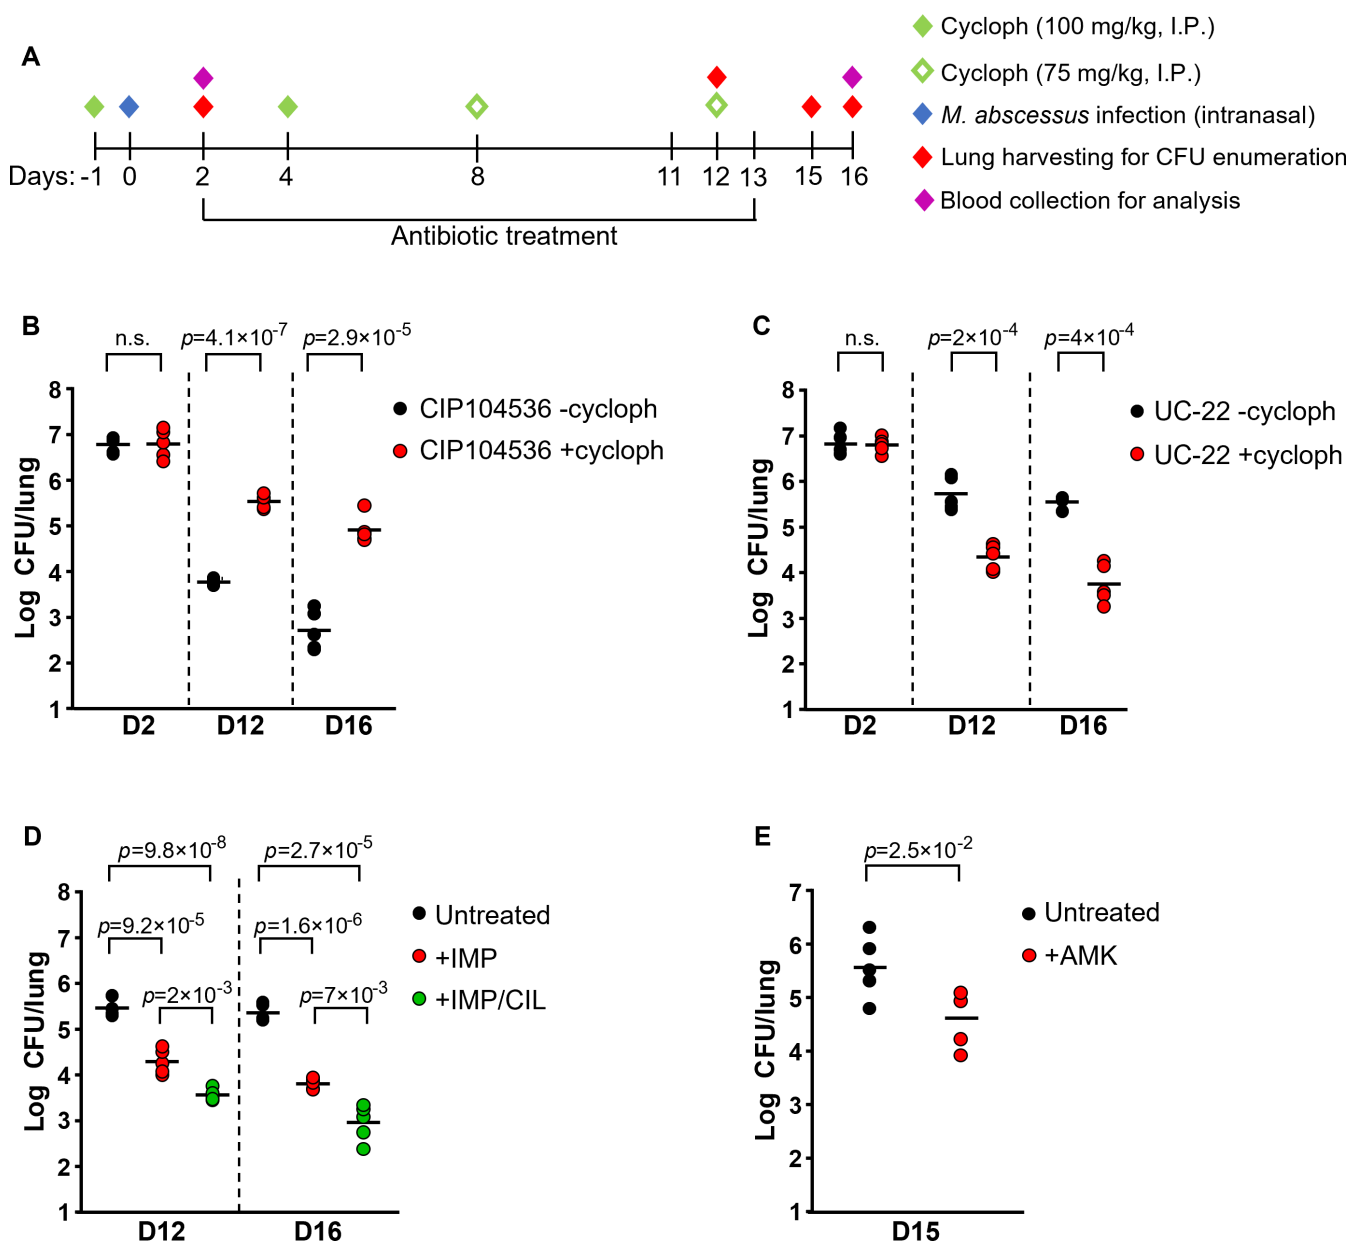 A
Cycloph (100 mg/kg, I.P.)
Cycloph (75 mg/kg, I.P.)
M. abscessus infection (intranasal)
Lung harvesting for CFU enumeration
Blood collection for analysis
Days: -1 0 2 4 8 11 12 13 15 16
Antibiotic treatment
B
n.s. p=4.1×10-7 p=2.9×10-5
8
7
6
5
4
3
2
1
Log CFU/lung
D2 D12 D16
CIP104536 -cycloph
CIP104536 +cycloph
C
n.s. p=2×10-4 p=4×10-4
8
7
6
5
4
3
2
1
Log CFU/lung
D2 D12 D16
UC-22 -cycloph
UC-22 +cycloph
D
p=9.8×10-8 p=2.7×10-5
p=9.2×10-5 p=1.6×10-6
p=2×10-3 p=7×10-3
8
7
6
5
4
3
2
1
Log CFU/lung
D12 D16
Untreated
+IMP
+IMP/CIL
E
p=2.5×10-2
7
6
5
4
3
2
1
Log CFU/lung
D15
Untreated
+AMK